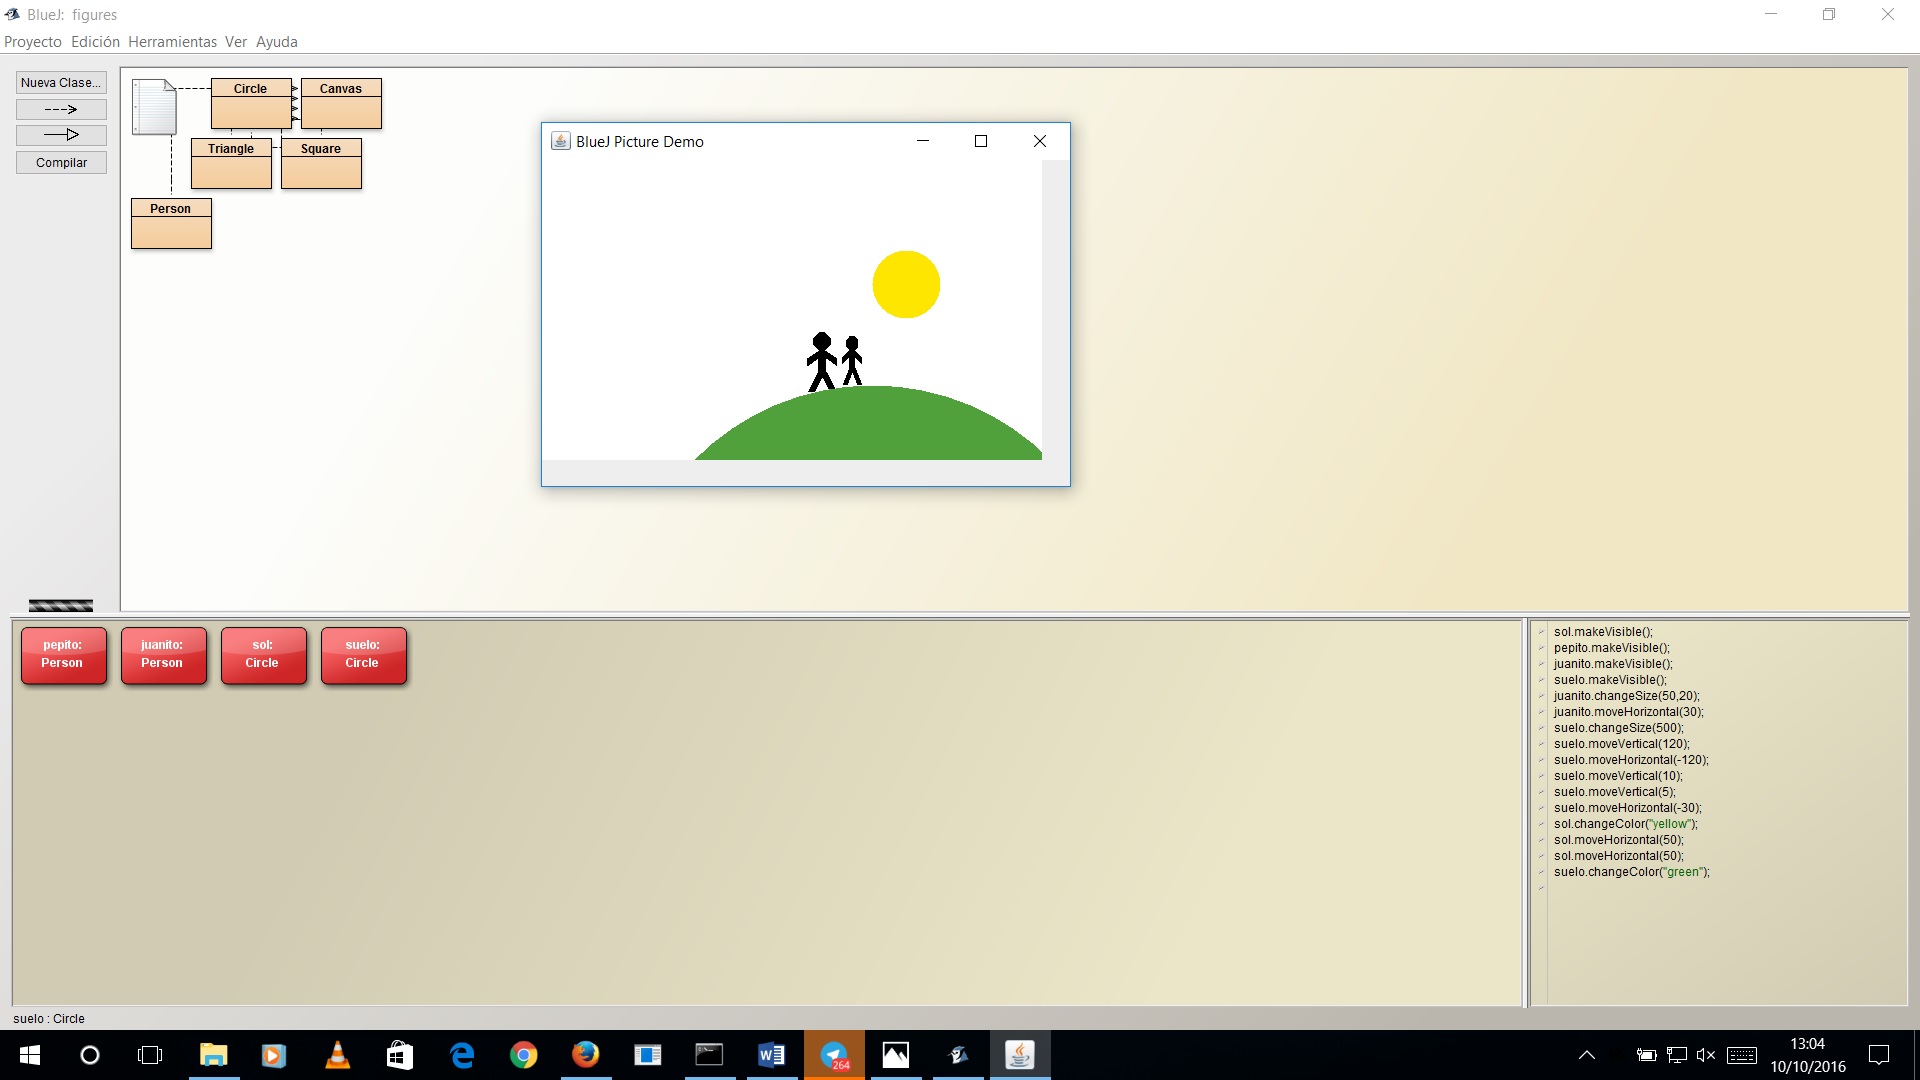 BlueJ: figures
Proyecto Edición Herramientas Ver Ayuda
Nueva Clase...
Compilar
Circle
Canvas
Triangle
Square
Person
BlueJ Picture Demo
pepito:
Person
juanito:
Person
sol:
Circle
suelo:
Circle
sol.makeVisible();
pepito.makeVisible();
juanito.makeVisible();
suelo.makeVisible();
juanito.changeSize(50,20);
juanito.moveHorizontal(30);
suelo.changeSize(500);
suelo.moveVertical(120);
suelo.moveHorizontal(-120);
suelo.moveVertical(10);
suelo.moveVertical(5);
suelo.moveHorizontal(-30);
sol.changeColor("yellow");
sol.moveHorizontal(50);
sol.moveHorizontal(50);
suelo.changeColor("green");
suelo : Circle
264
13:04
10/10/2016